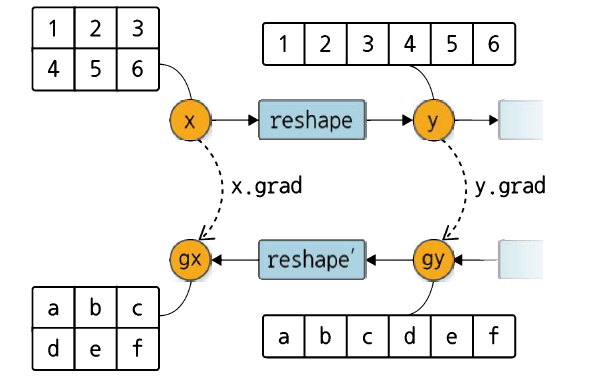 1 2 3
4 5 6
1 2 3 4 5 6
x
reshape
y
x.grad
y.grad
gx
reshape′
gy
a b c
d e f
a b c d e f